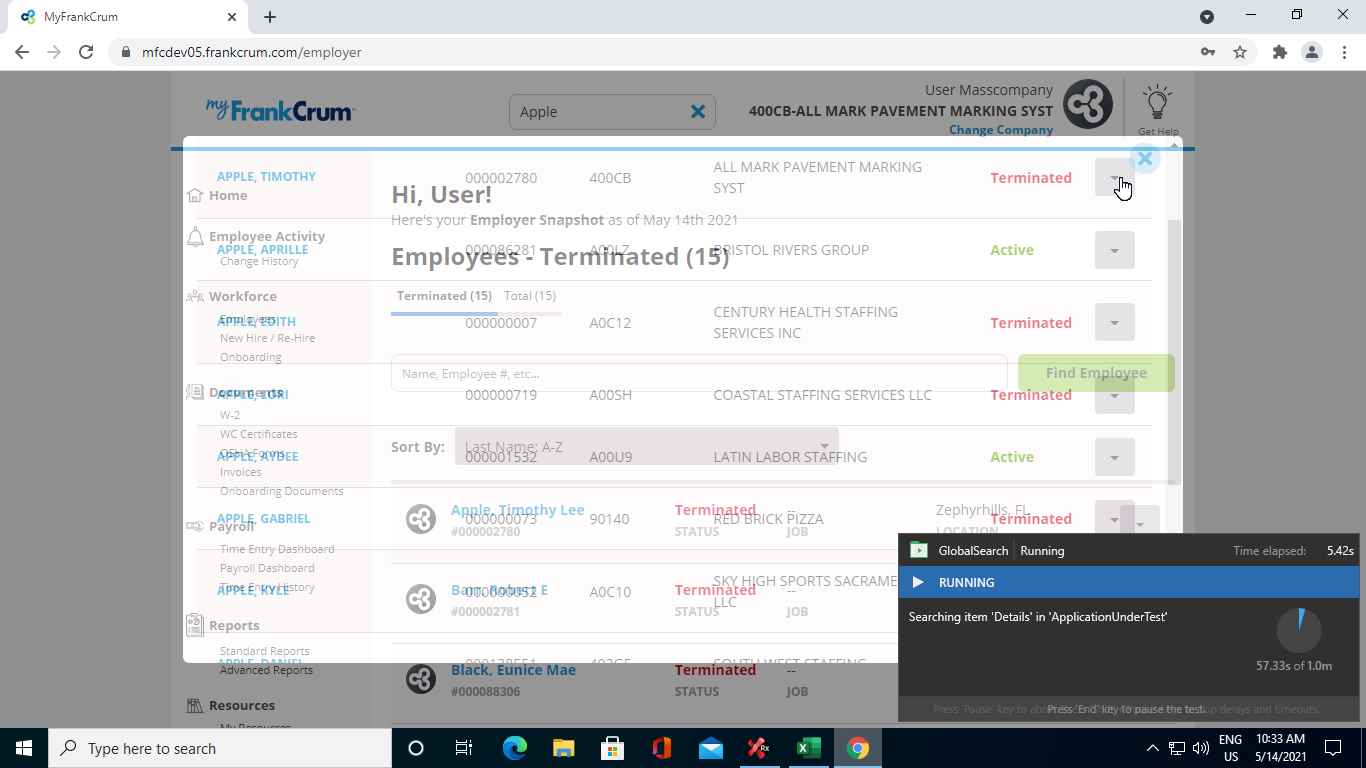 MyFrankCrum
mfcdev05.frankcrum.com/employer
myFrankCrum
Apple
User Masscompany
400CB-ALL MARK PAVEMENT MARKING SYST
Change Company
Get Help
APPLE, TIMOTHY 000002780 400CB ALL MARK PAVEMENT MARKING SYST Terminated
APPLE, APRILLE 000086281 A00LZ BRISTOL RIVERS GROUP Active
APPLE, EDITH 000000007 A0C12 CENTURY HEALTH STAFFING SERVICES INC Terminated
APPLE, LORI 000000719 A00SH COASTAL STAFFING SERVICES LLC Terminated
APPLE, AYDEE 000001532 A00U9 LATIN LABOR STAFFING Active
APPLE, GABRIEL 000000073 90140 RED BRICK PIZZA Terminated
APPLE, KYLE 000000052 A0C10 SKY HIGH SPORTS SACRAME LLC
APPLE, DANIEL SOUTH WEST STAFFING
Home
Employee Activity
Change History
Workforce
Employees
New Hire / Re-Hire
Onboarding
Documents
W-2
WC Certificates
OSHA Forms
Invoices
Onboarding Documents
Payroll
Time Entry Dashboard
Payroll Dashboard
Time Entry History
Reports
Standard Reports
Advanced Reports
Resources
My Resources
Hi, User!
Here's your Employer Snapshot as of May 14th 2021
Employees - Terminated (15)
Terminated (15) Total (15)
Name, Employee #, etc...
Find Employee
Sort By: Last Name: A-Z
Apple, Timothy Lee Terminated -- Zephyrhills, FL
#000002780 STATUS JOB LOCATION
Barr, Robert E Terminated --
#000002781 STATUS JOB
Black, Eunice Mae Terminated --
#000088306 STATUS JOB
GlobalSearch Running Time elapsed: 5.42s
RUNNING
Searching item 'Details' in 'ApplicationUnderTest'
57.33s of 1.0m
Press 'End' key to pause the test.
Type here to search
ENG
US
10:33 AM
5/14/2021